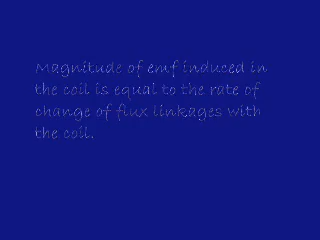 Magnitude of emf induced in
the coil is equal to the rate of
change of flux linkages with
the coil.